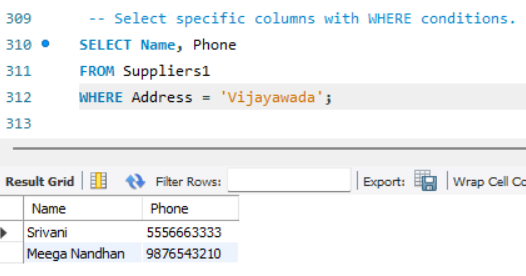 309 -- Select specific columns with WHERE conditions.
310 SELECT Name, Phone
311 FROM Suppliers1
312 WHERE Address = 'Vijayawada';
313
Result Grid Filter Rows: Export: Wrap Cell Co
Name Phone
Srivani 5556663333
Meega Nandhan 9876543210